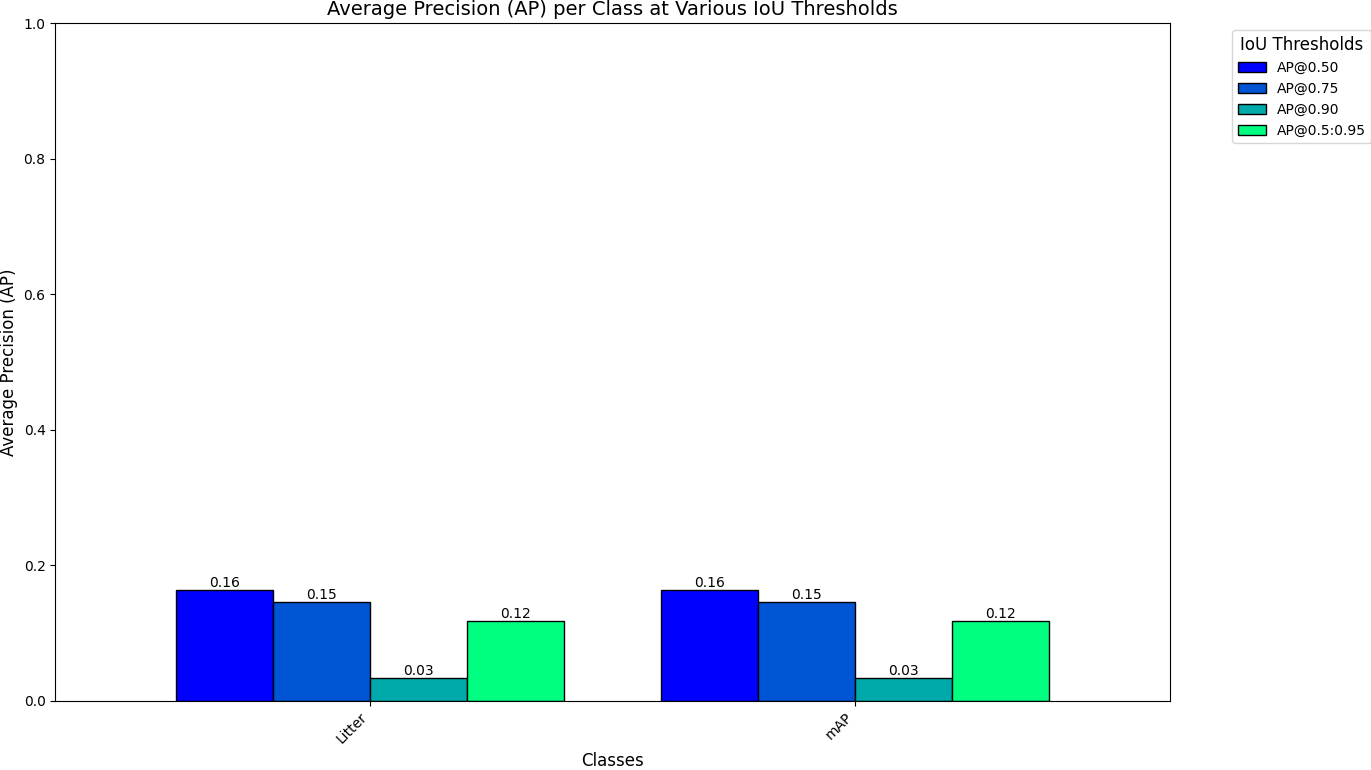 Average Precision (AP) per Class at Various IoU Thresholds
IoU Thresholds
AP@0.50
AP@0.75
AP@0.90
AP@0.5:0.95
Average Precision (AP)
1.0
0.8
0.6
0.4
0.2
0.0
0.16
0.15
0.03
0.12
0.16
0.15
0.03
0.12
Litter
mAP
Classes